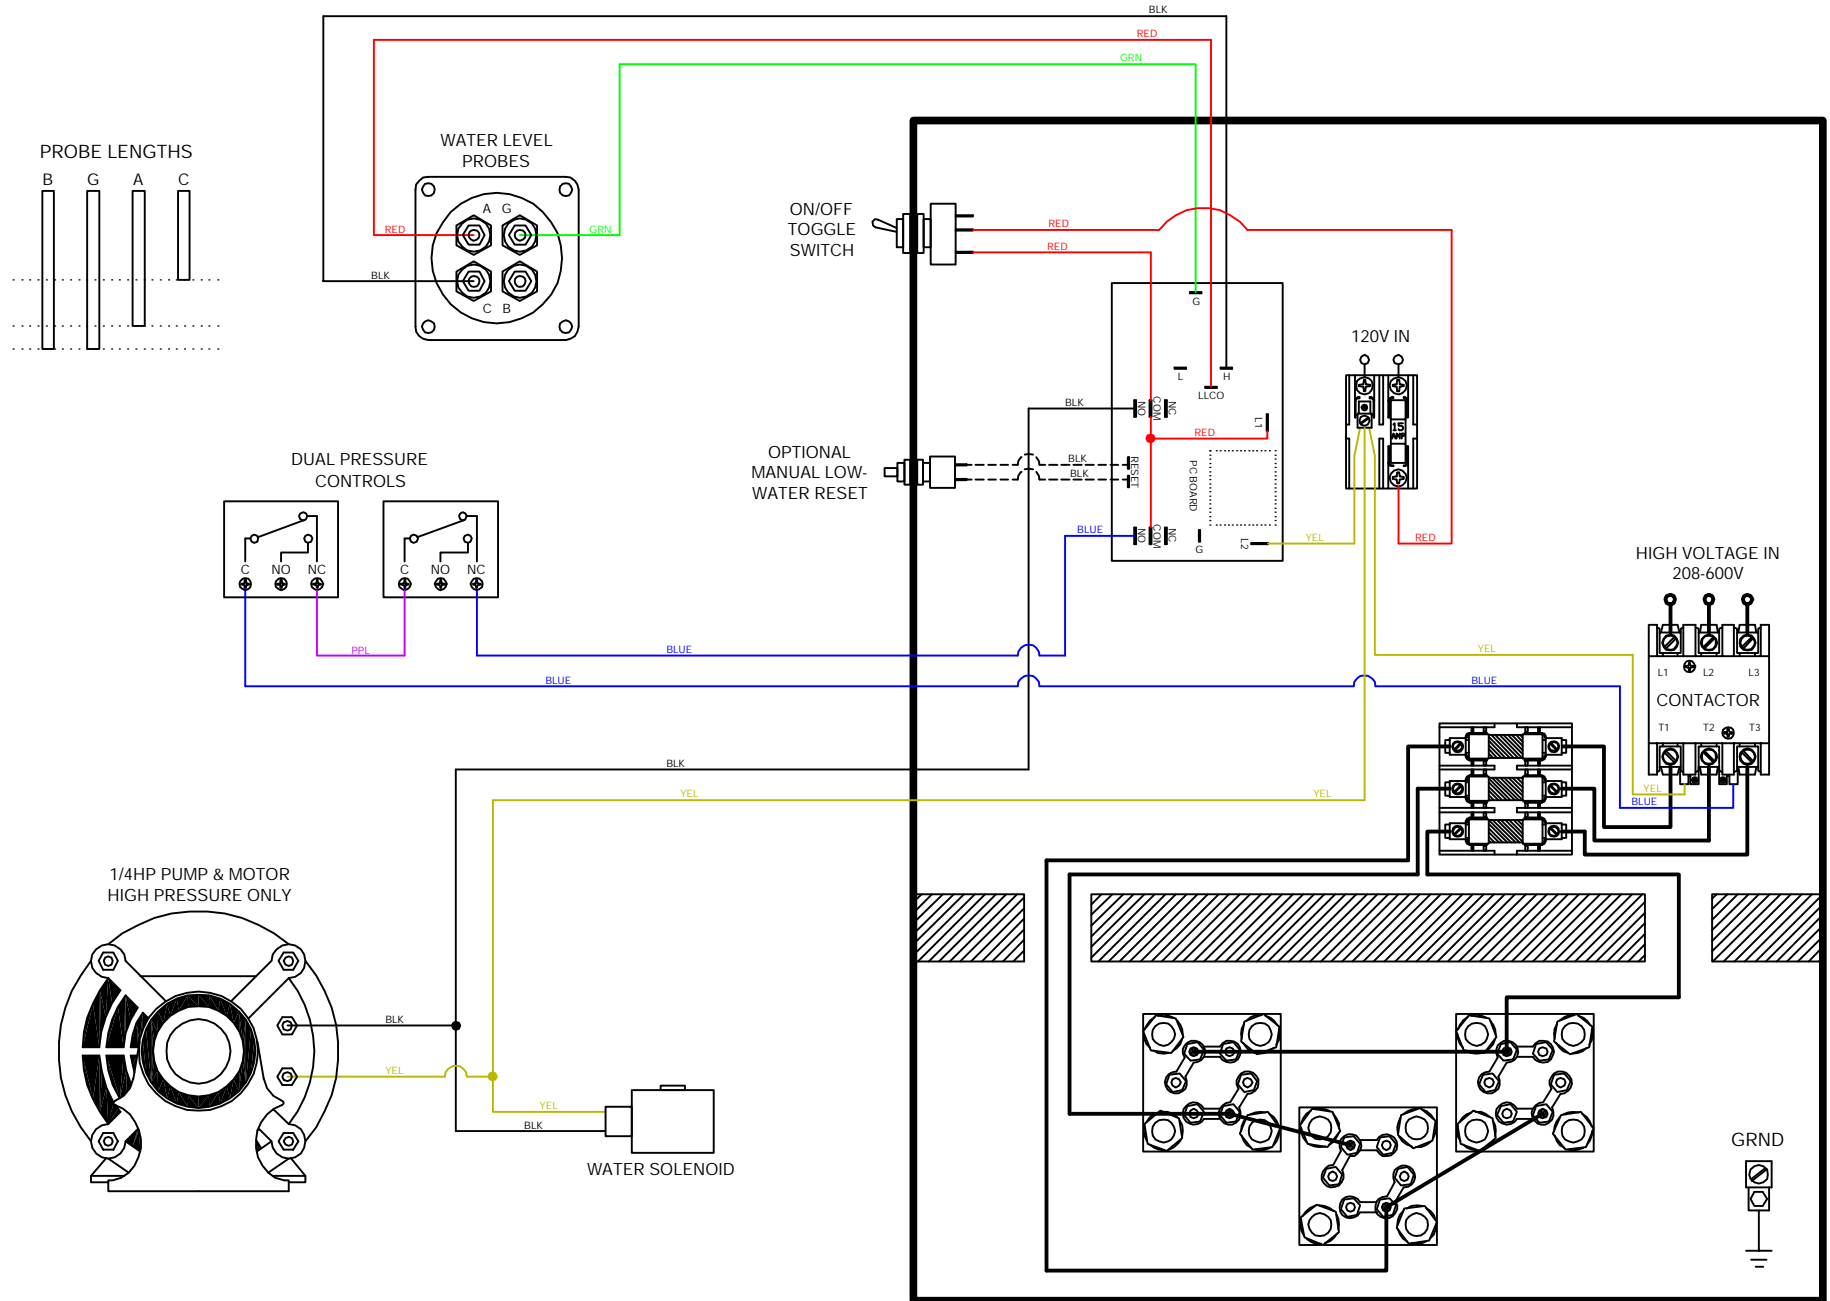 BLK
RED
GRN
PROBE LENGTHS
B G A C
WATER LEVEL
PROBES
A G
C B
RED
GRN
BLK
ON/OFF
TOGGLE
SWITCH
RED
RED
G
L
H
LLCO
NO
COM
NC
L1
BLK
RED
RESET
PC BOARD
NO
COM
NC
G
L2
120V IN
15
AMP
OPTIONAL
MANUAL LOW-
WATER RESET
BLK
BLK
BLUE
YEL
RED
DUAL PRESSURE
CONTROLS
C NO NC
C NO NC
PPL
BLUE
BLUE
YEL
BLUE
HIGH VOLTAGE IN
208-600V
L1 L2 L3
CONTACTOR
T1 T2 T3
YEL
BLUE
BLK
YEL
YEL
1/4HP PUMP & MOTOR
HIGH PRESSURE ONLY
BLK
YEL
YEL
BLK
WATER SOLENOID
GRND